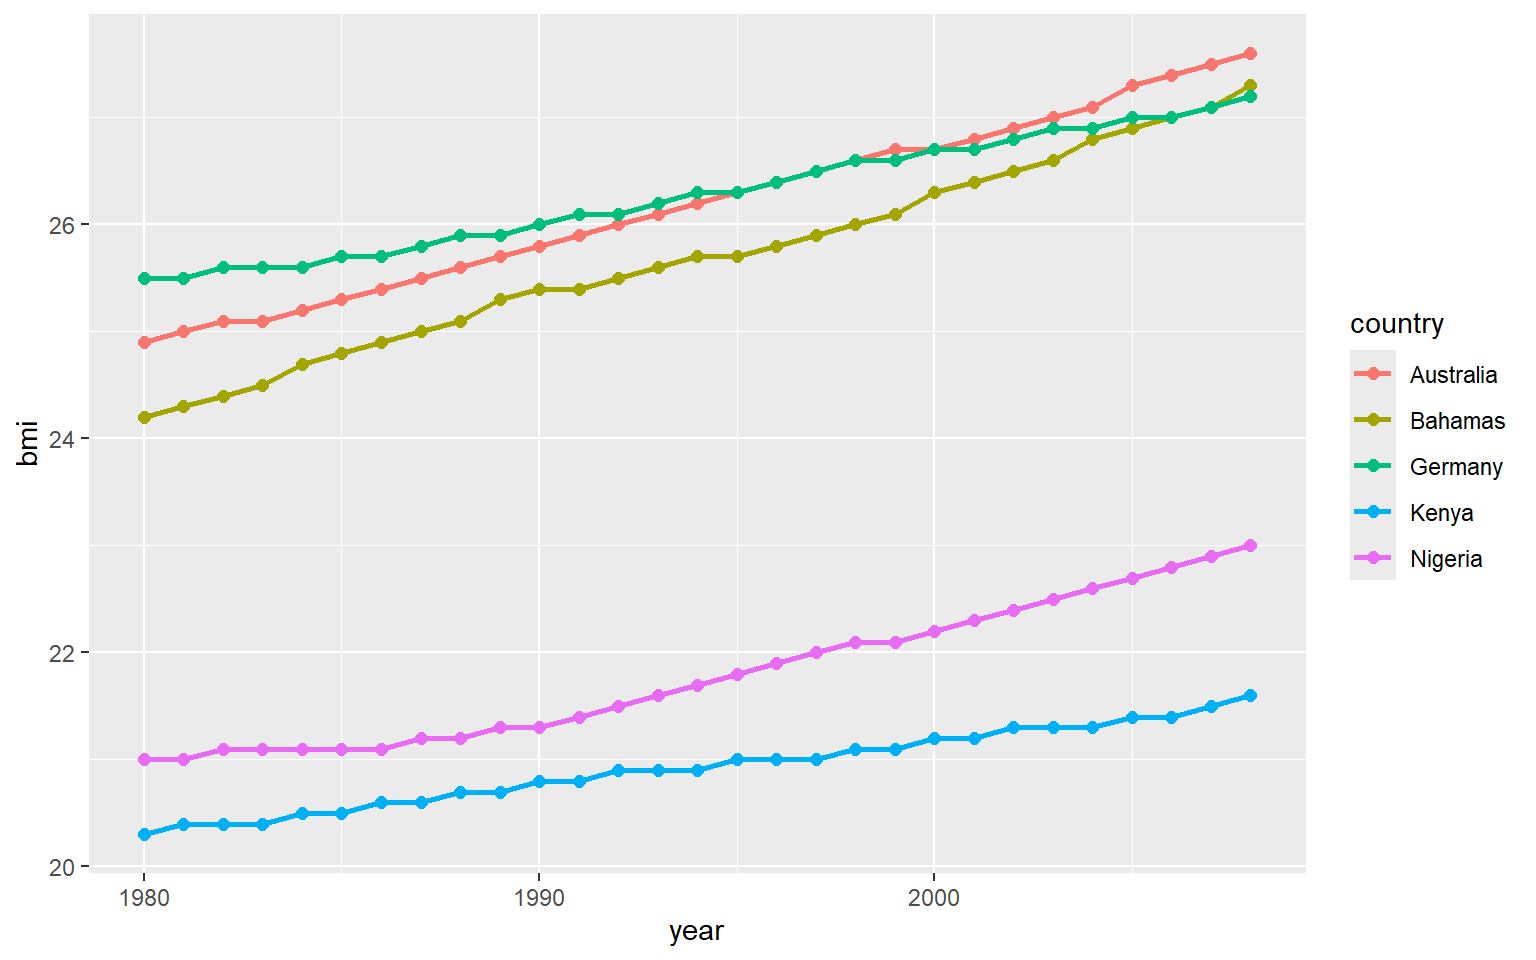 bmi
26
24
22
20
1980 1990 2000
year
country
Australia
Bahamas
Germany
Kenya
Nigeria